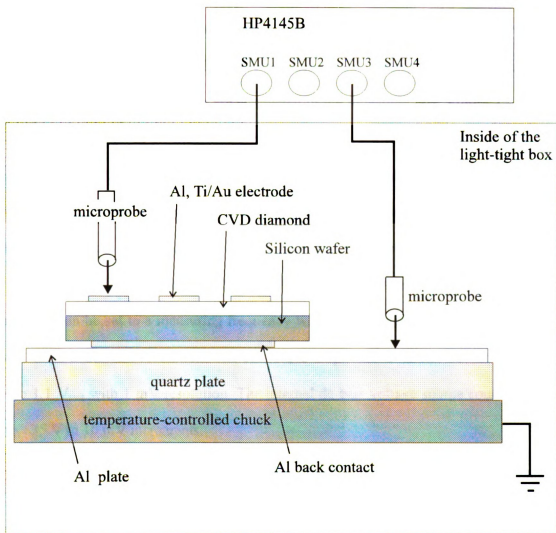 HP4145B
SMU1 SMU2 SMU3 SMU4
Inside of the
light-tight box
Al, Ti/Au electrode
microprobe
CVD diamond
Silicon wafer
microprobe
quartz plate
temperature-controlled chuck
Al back contact
Al plate